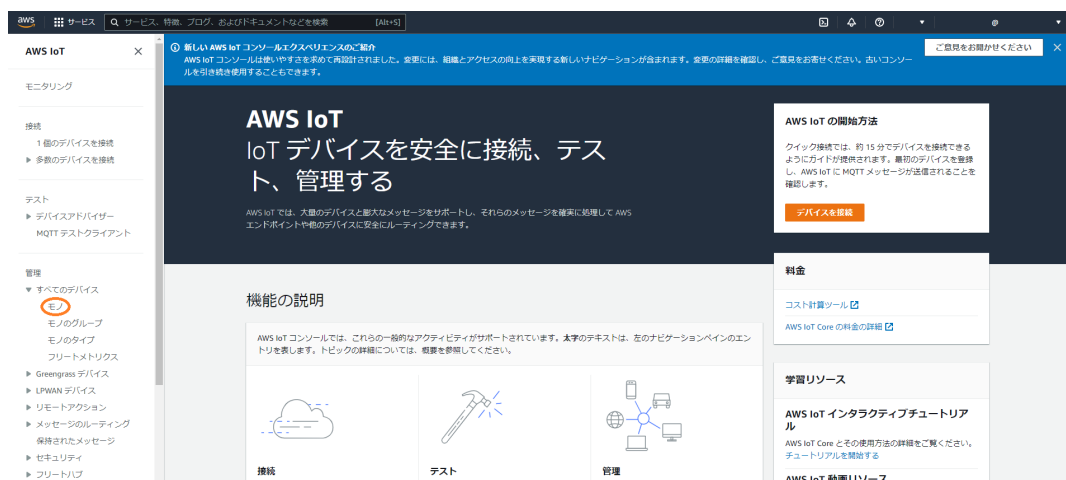 aws
サービス
サービス、特徴、ブログ、およびドキュメントなどを検索
[Alt+S]
@
AWS IoT
モニタリング
接続
1 個のデバイスを接続
多数のデバイスを接続
テスト
デバイスアドバイザー
MQTT テストクライアント
管理
すべてのデバイス
モノ
モノのグループ
モノのタイプ
フリートメトリクス
Greengrass デバイス
LPWAN デバイス
リモートアクション
メッセージのルーティング
保持されたメッセージ
セキュリティ
フリートハブ
新しい AWS IoT コンソールエクスペリエンスのご紹介
AWS IoT コンソールは使いやすさを求めて再設計されました。変更には、組織とアクセスの向上を実現する新しいナビゲーションが含まれます。変更の詳細を確認し、ご意見をお寄せください。古いコンソー
ルを引き続き使用することもできます。
ご意見をお聞かせください
AWS IoT
IoT デバイスを安全に接続、テス
ト、管理する
AWS IoT では、大量のデバイスと膨大なメッセージをサポートし、それらのメッセージを確実に処理して AWS
エンドポイントや他のデバイスに安全にルーティングできます。
AWS IoT の開始方法
クイック接続では、約 15 分でデバイスを接続できる
ようにガイドが提供されます。最初のデバイスを登録
し、AWS IoT に MQTT メッセージが送信されることを
確認します。
デバイスを接続
料金
コスト計算ツール
AWS IoT Core の料金の詳細
機能の説明
AWS IoT コンソールでは、これらの一般的なアクティビティがサポートされています。太字のテキストは、左のナビゲーションペインのエン
トリを表します。トピックの詳細については、概要を参照してください。
接続
テスト
管理
学習リソース
AWS IoT インタラクティブチュートリア
ル
AWS IoT Core とその使用方法の詳細をご覧ください。
チュートリアルを開始する
AWS IoT 動画リソース